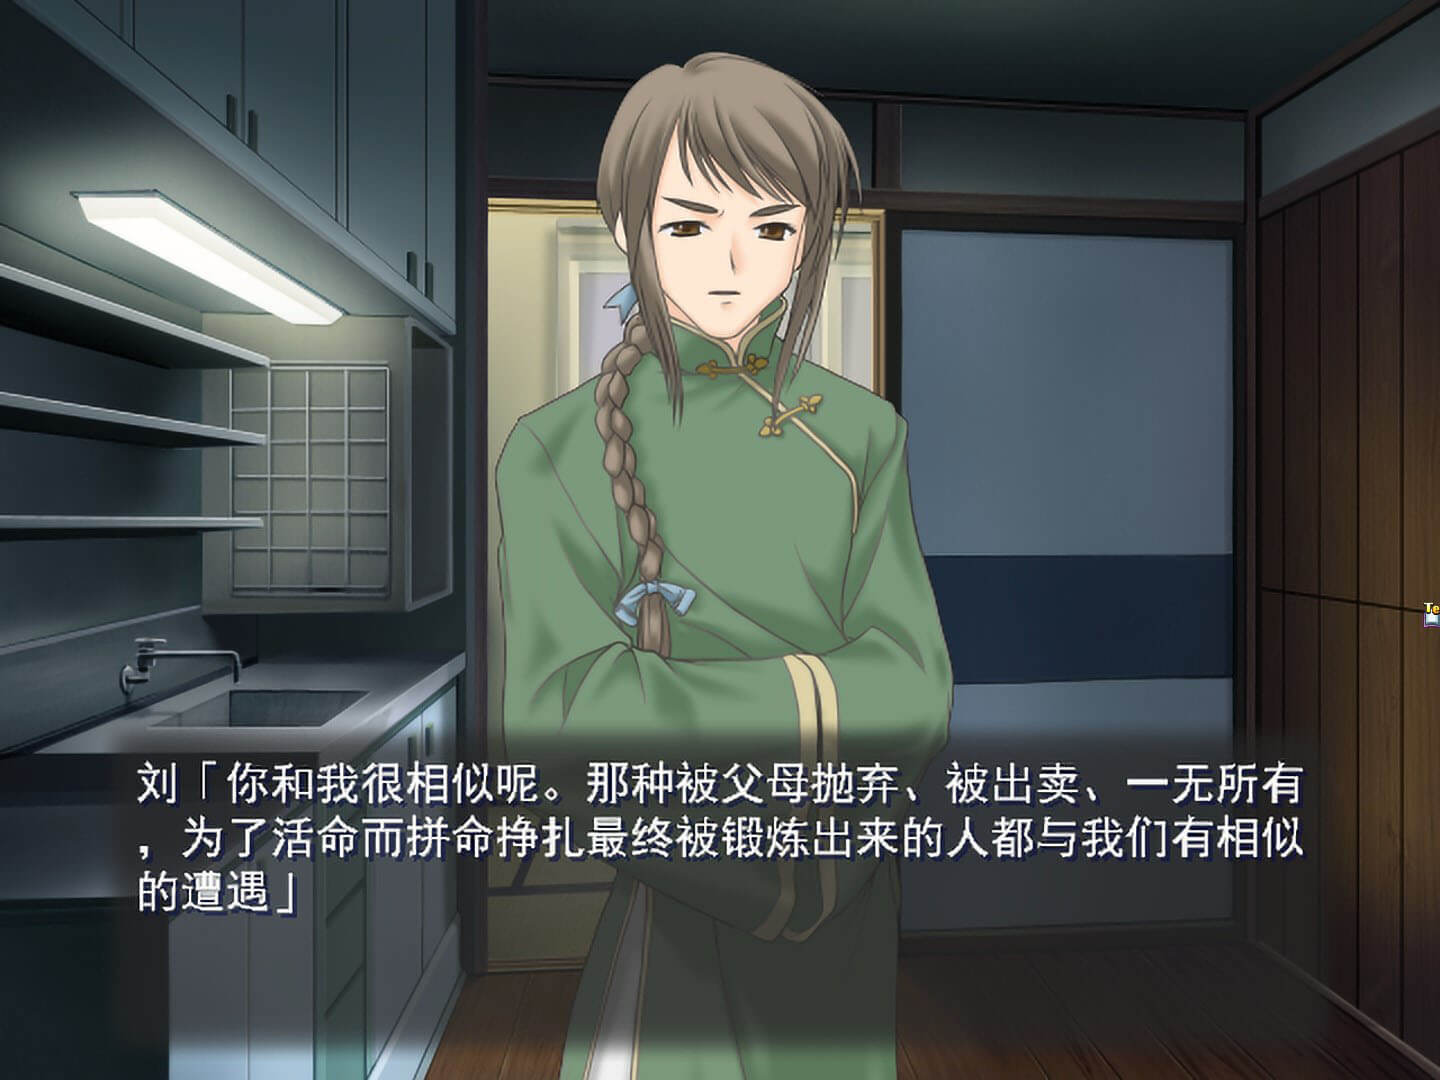 刘「你和我很相似呢。那种被父母抛弃、被出卖、一无所有
，为了活命而拼命挣扎最终被锻炼出来的人都与我们有相似
的遭遇」
Te